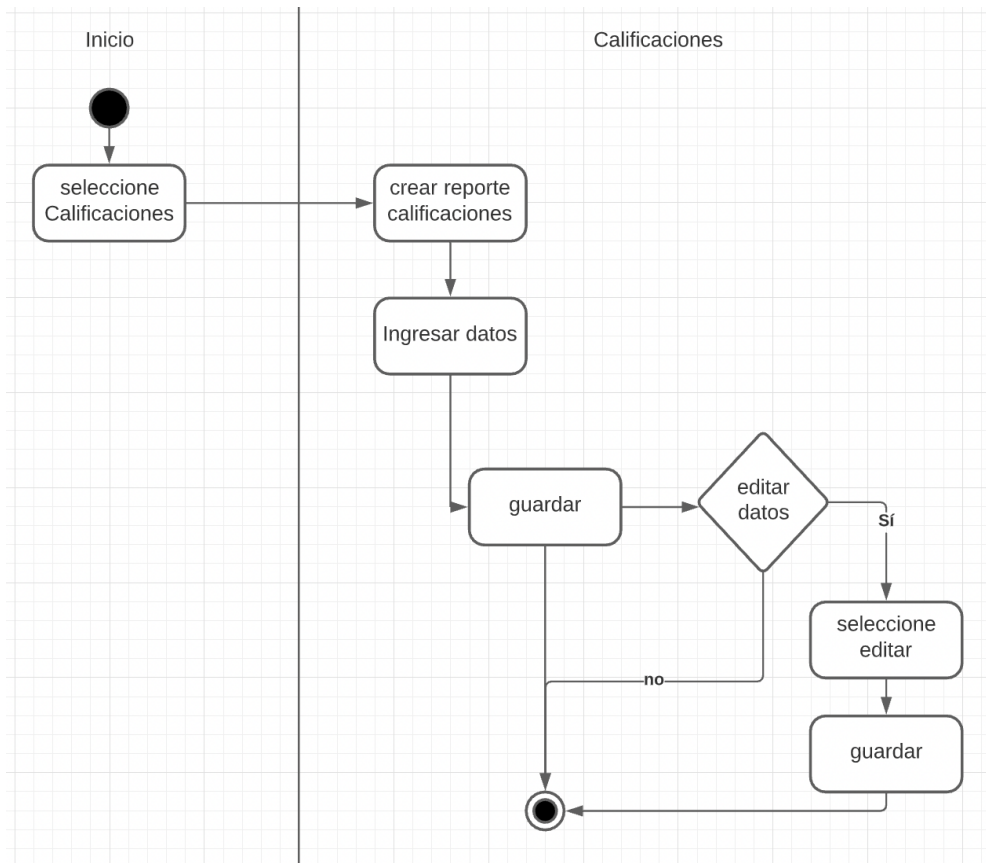 Inicio
Calificaciones
seleccione
Calificaciones
crear reporte
calificaciones
Ingresar datos
guardar
editar
datos
Sí
seleccione
editar
no
guardar